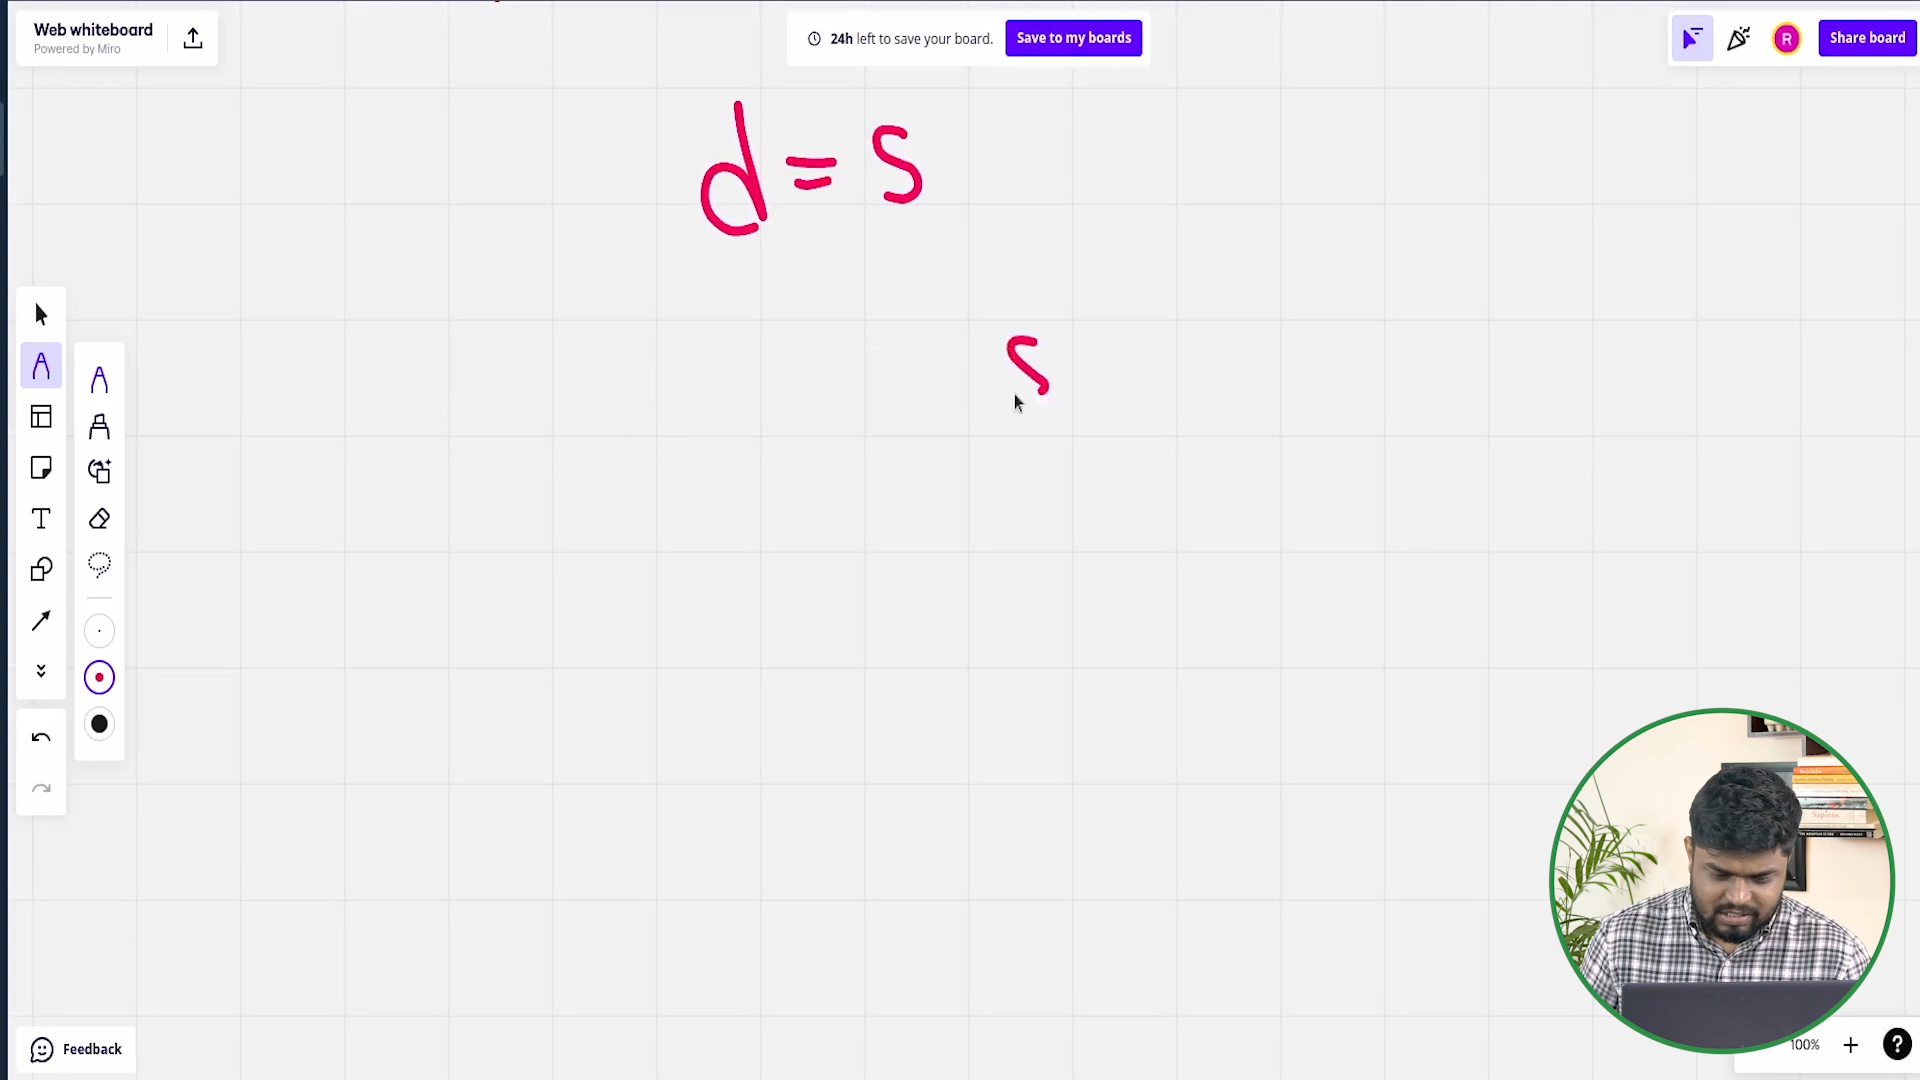 Web whiteboard
Powered by Miro
24h left to save your board.
Save to my boards
R
Share board
d = s
s
T
Sapiens
Feedback
100%
+
?